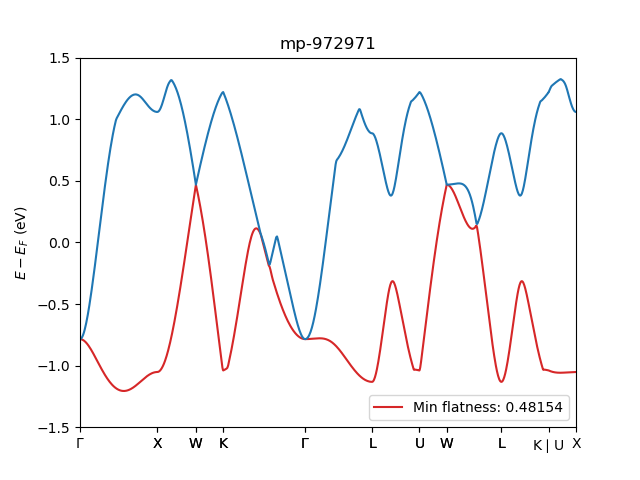 mp-972971
E − E_F (eV)
1.5
1.0
0.5
0.0
−0.5
−1.0
−1.5
Min flatness: 0.48154
Γ X W K Γ L U W L K | U X